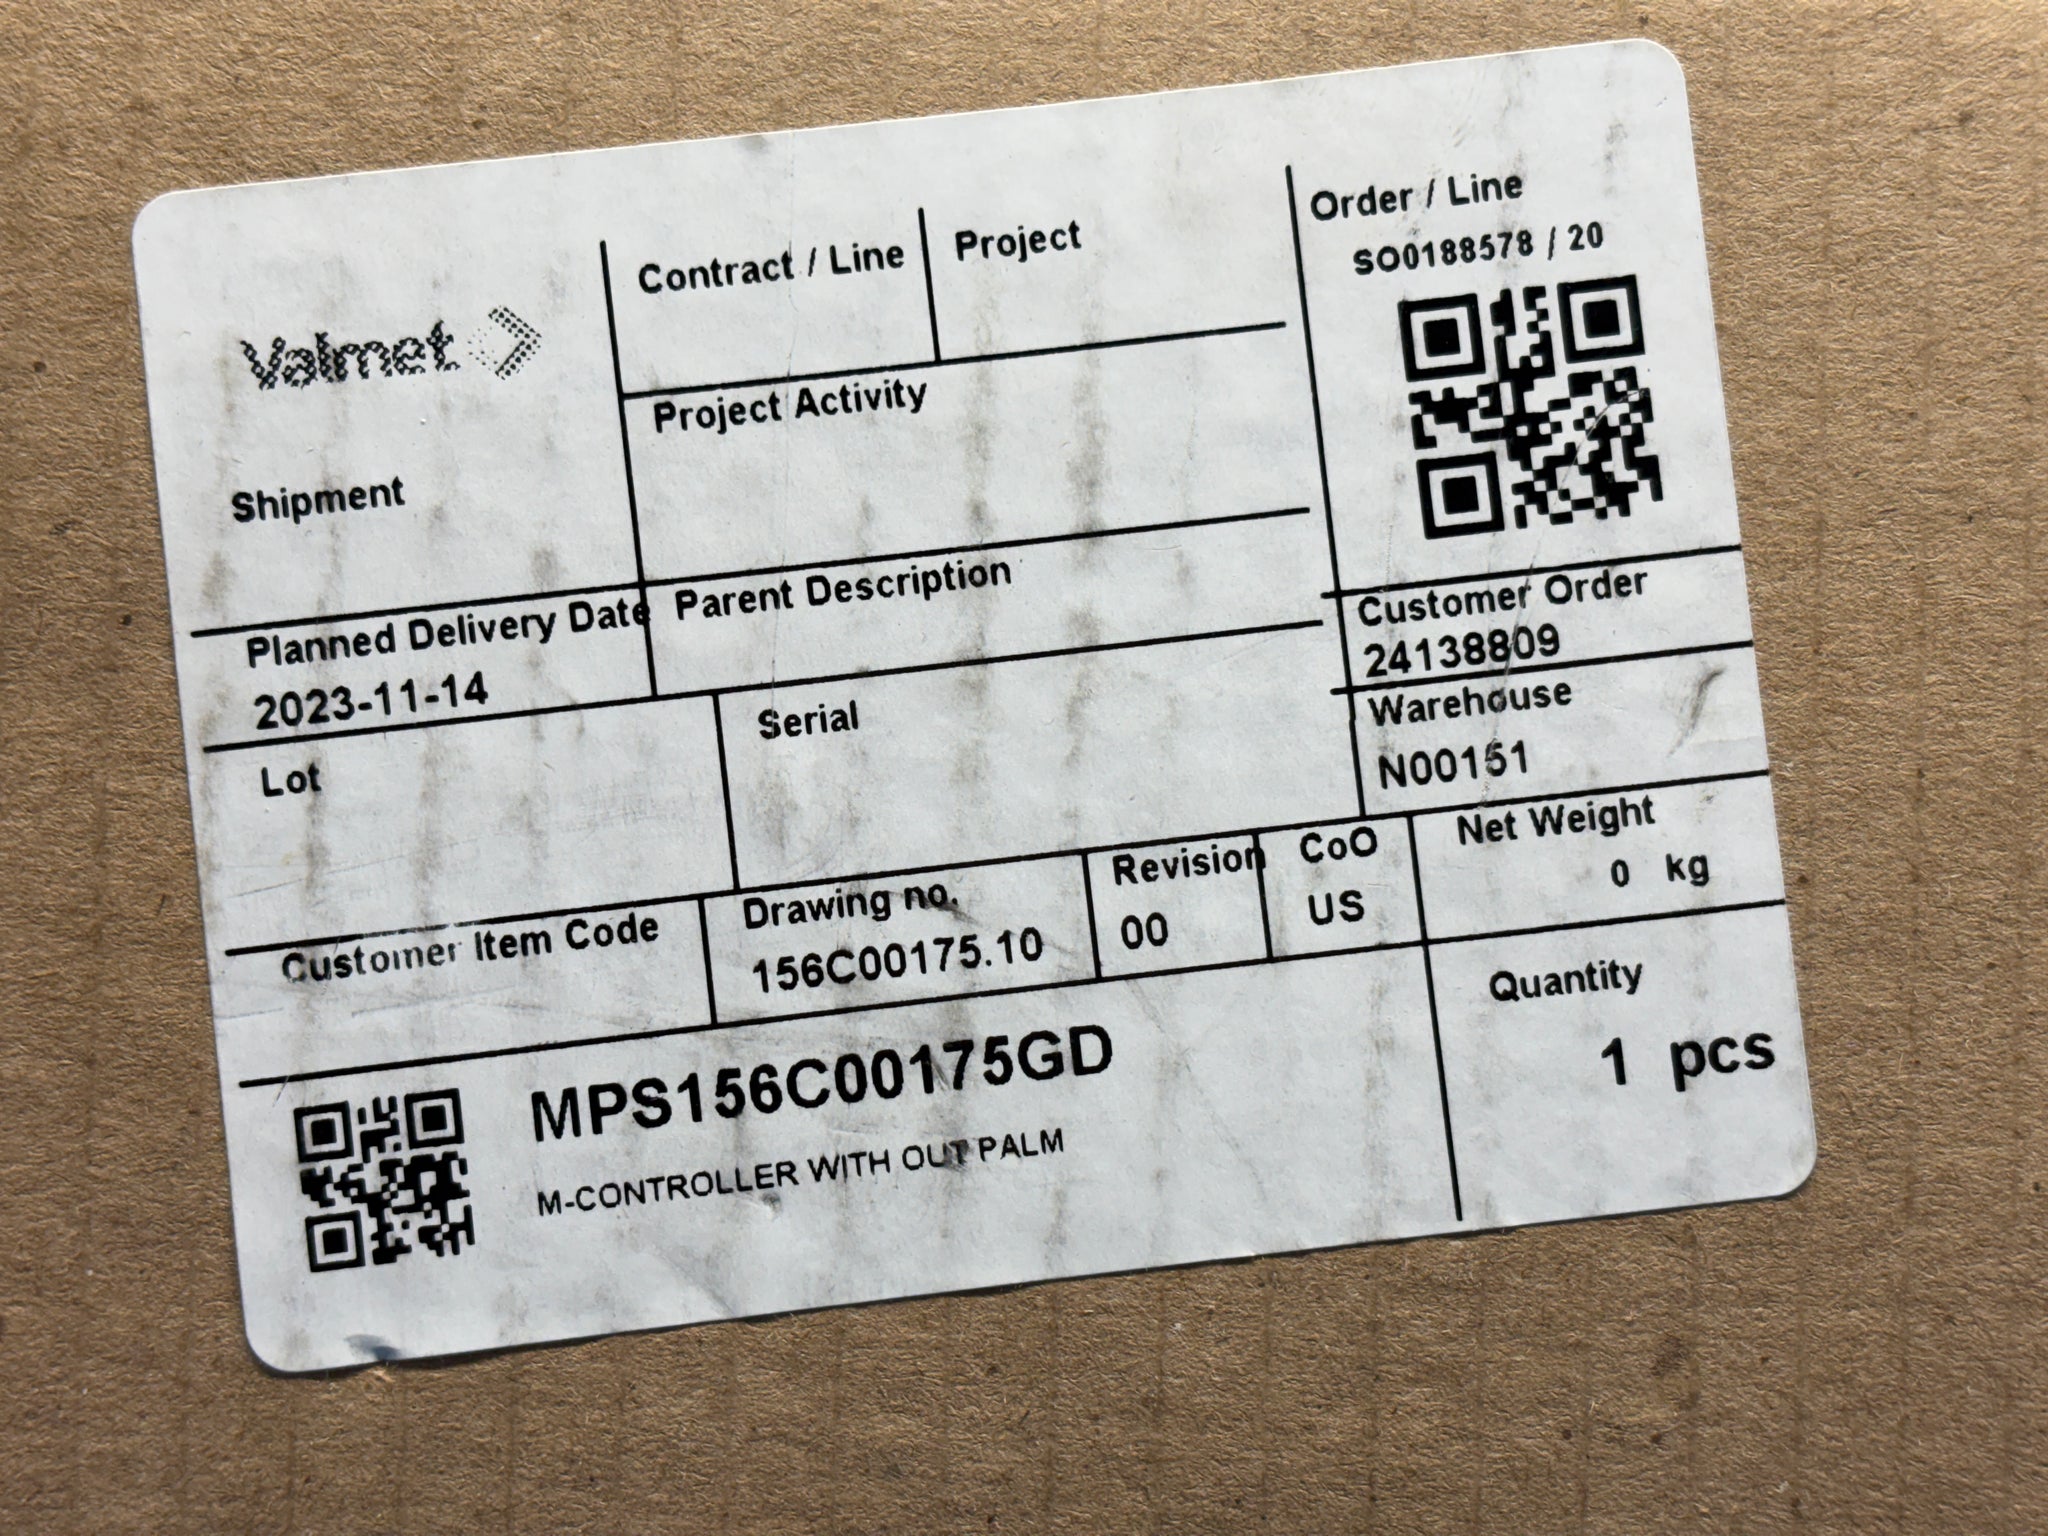 Valmet
Contract / Line
Project
Order / Line
SO0188578 / 20
Project Activity
Shipment
Planned Delivery Date
2023-11-14
Parent Description
Customer Order
24138809
Lot
Serial
Warehouse
N00151
Customer Item Code
Drawing no.
156C00175.10
Revision
00
CoO
US
Net Weight
0 kg
MPS156C00175GD
M-CONTROLLER WITH OUT PALM
Quantity
1 pcs